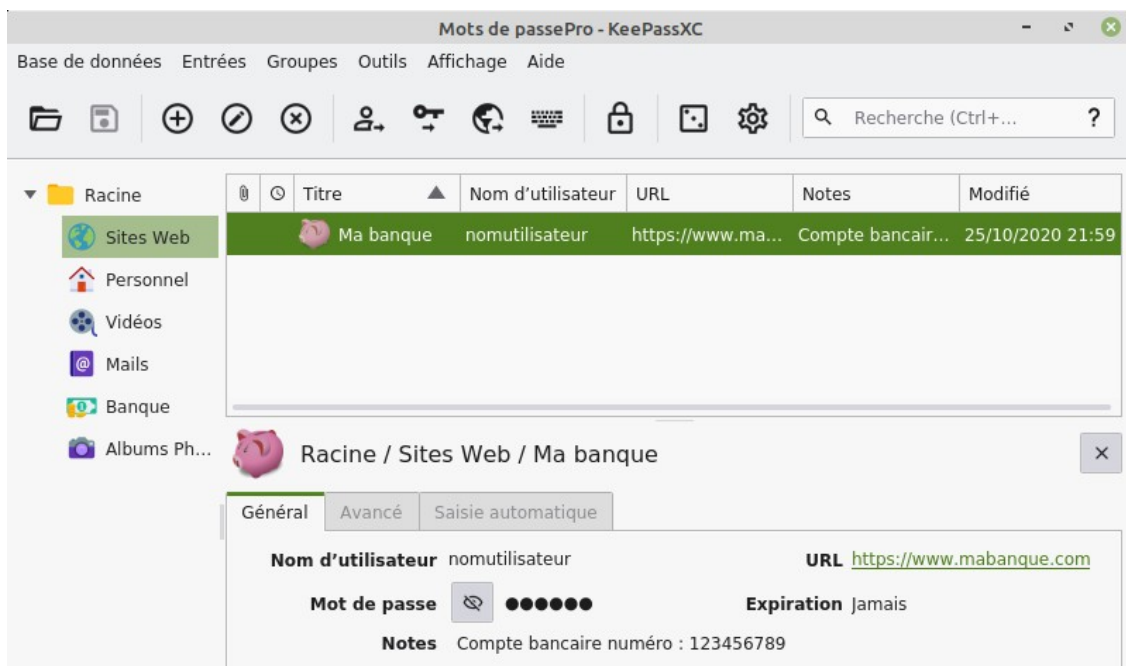 Mots de passePro - KeePassXC
Base de données Entrées Groupes Outils Affichage Aide
Recherche (Ctrl+... ?
Racine
Titre Nom d'utilisateur URL Notes Modifié
Sites Web
Ma banque nomutilisateur https://www.ma... Compte bancair... 25/10/2020 21:59
Personnel
Vidéos
@ Mails
Banque
Albums Ph...
Racine / Sites Web / Ma banque
Général Avancé Saisie automatique
Nom d'utilisateur nomutilisateur URL https://www.mabanque.com
Mot de passe ●●●●●● Expiration Jamais
Notes Compte bancaire numéro : 123456789